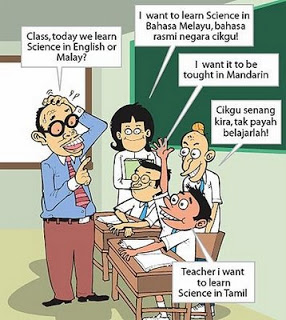 Class, today we learn
Science in English or
Malay?
I want to learn Science in
Bahasa Melayu, bahasa
rasmi negara cikgu!
I want it to be
tought in Mandarin
Cikgu senang
kira, tak payah
belajarlah!
Teacher i want
to learn
Science in Tamil